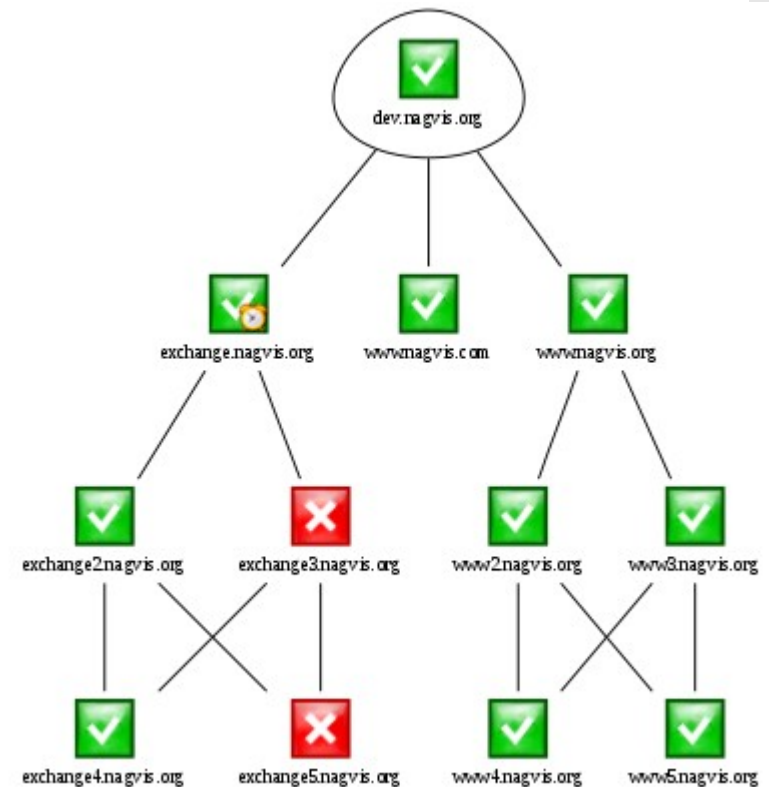 dev.nagvis.org
exchange.nagvis.org
www.nagvis.com
www.nagvis.org
exchange2.nagvis.org
exchange3.nagvis.org
www2.nagvis.org
www3.nagvis.org
exchange4.nagvis.org
exchange5.nagvis.org
www4.nagvis.org
www5.nagvis.org